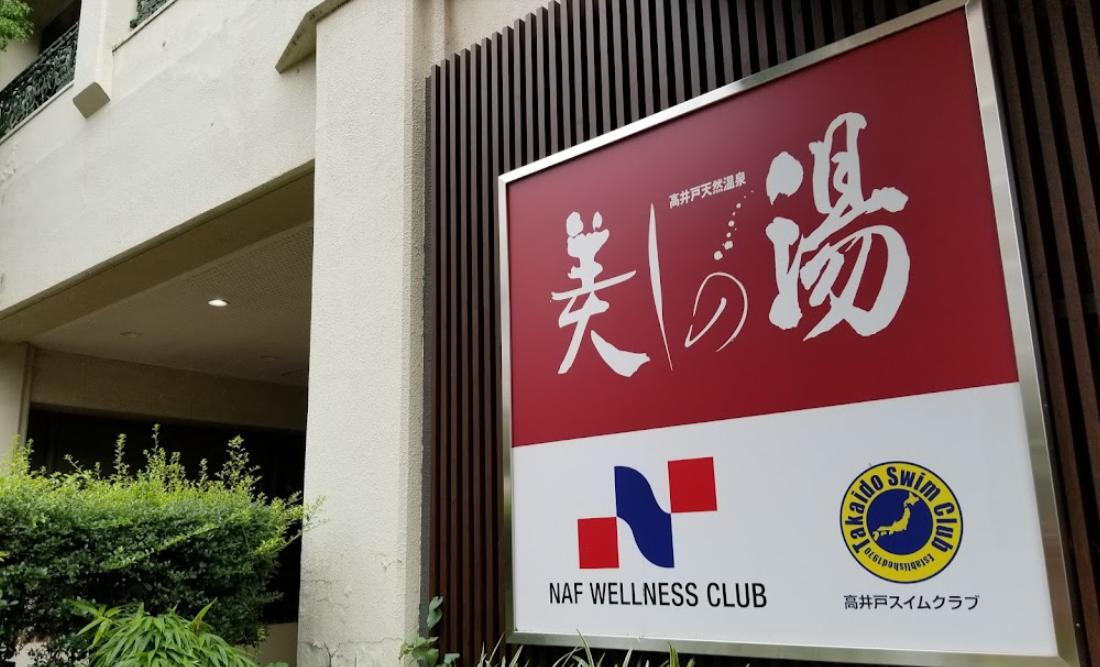 高井戸天然温泉
美しの湯
NAF WELLNESS CLUB
Takaido Swim Club
Established1970
高井戸スイムクラブ